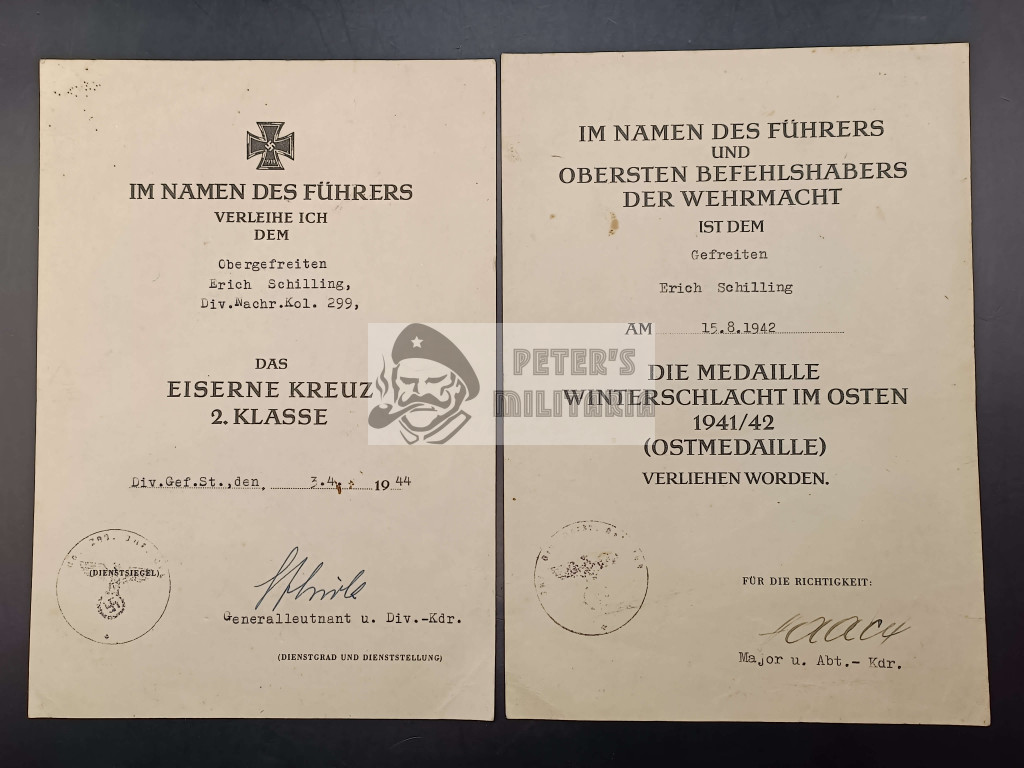 IM NAMEN DES FÜHRERS
VERLEIHE ICH
DEM
Obergefreiten
Erich Schilling,
Div.Nachr.Kol. 299,
DAS
EISERNE KREUZ
2. KLASSE
Div.Gef.St.,den 3.4. 19 44
(DIENSTSIEGEL)
Generalleutnant u. Div.-Kdr.
(DIENSTGRAD UND DIENSTSTELLUNG)
IM NAMEN DES FÜHRERS
UND
OBERSTEN BEFEHLSHABERS
DER WEHRMACHT
IST DEM
Gefreiten
Erich Schilling
AM 15.8.1942
DIE MEDAILLE
WINTERSCHLACHT IM OSTEN
1941/42
(OSTMEDAILLE)
VERLIEHEN WORDEN.
FÜR DIE RICHTIGKEIT:
Major u. Abt.- Kdr.
PETER'S
MILITARIA